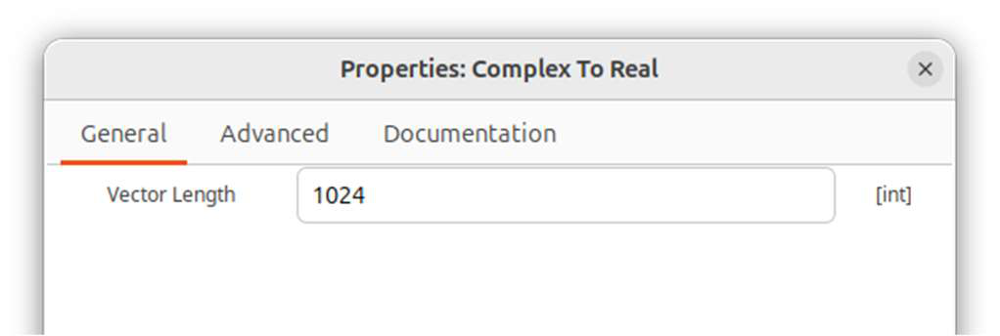 Properties: Complex To Real
General Advanced Documentation
Vector Length 1024 [int]